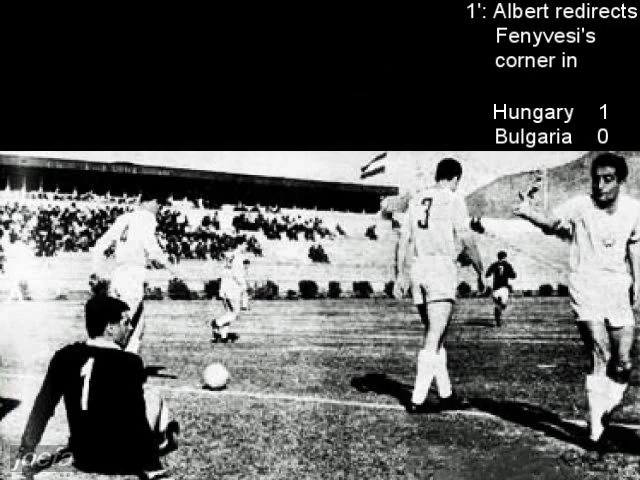 1': Albert redirects
Fenyvesi's
corner in
Hungary 1
Bulgaria 0
3
1